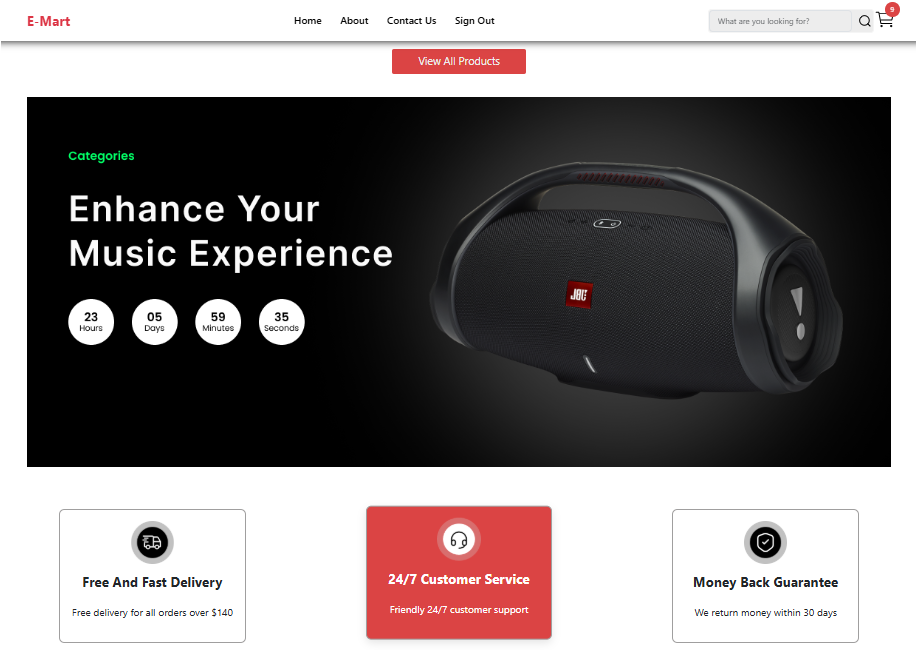 E-Mart
Home About Contact Us Sign Out
What are you looking for?
9
View All Products
Categories
Enhance Your
Music Experience
23 05 59 35
Hours Days Minutes Seconds
JBL
Free And Fast Delivery
Free delivery for all orders over $140
24/7 Customer Service
Friendly 24/7 customer support
Money Back Guarantee
We return money within 30 days